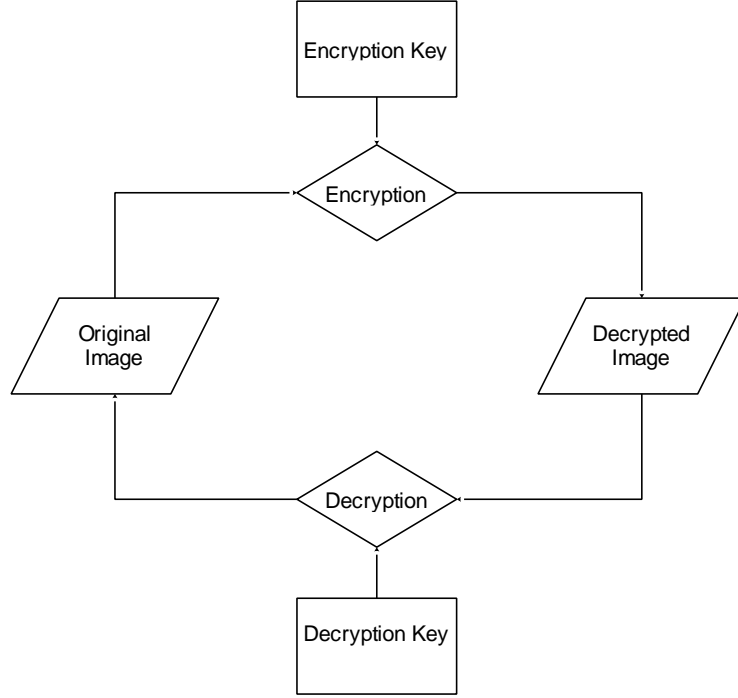 Encryption Key
Encryption
Original
Image
Decrypted
Image
Decryption
Decryption Key